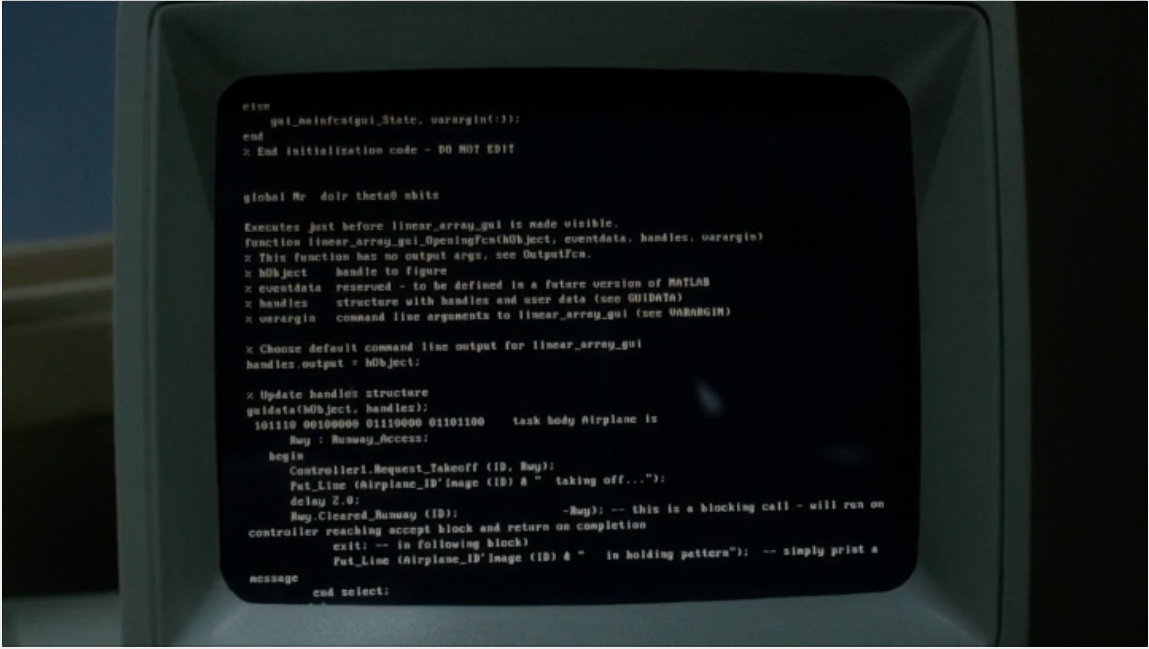 else
gui_mainfcn(gui_State, varargin{:});
end
% End initialization code - DO NOT EDIT
global Nr dolr theta0 nbits
Executes just before linear_array_gui is made visible.
function linear_array_gui_OpeningFcn(hObject, eventdata, handles, varargin)
% This function has no output args, see OutputFcn.
% hObject handle to figure
% eventdata reserved - to be defined in a future version of MATLAB
% handles structure with handles and user data (see GUIDATA)
% varargin command line arguments to linear_array_gui (see VARARGIN)
% Choose default command line output for linear_array_gui
handles.output = hObject;
% Update handles structure
guidata(hObject, handles);
101110 00100000 01110000 01101100 task body Airplane is
Rwy : Runway_Access;
begin
Controller1.Request_Takeoff (ID, Rwy);
Put_Line (Airplane_ID'Image (ID) & " taking off...");
delay 2.0;
Rwy.Cleared_Runway (ID); -Rwy); -- this is a blocking call - will run on
controller reaching accept block and return on completion
exit; -- in following block)
Put_Line (Airplane_ID'Image (ID) & " in holding pattern"); -- simply print a
message
end select;